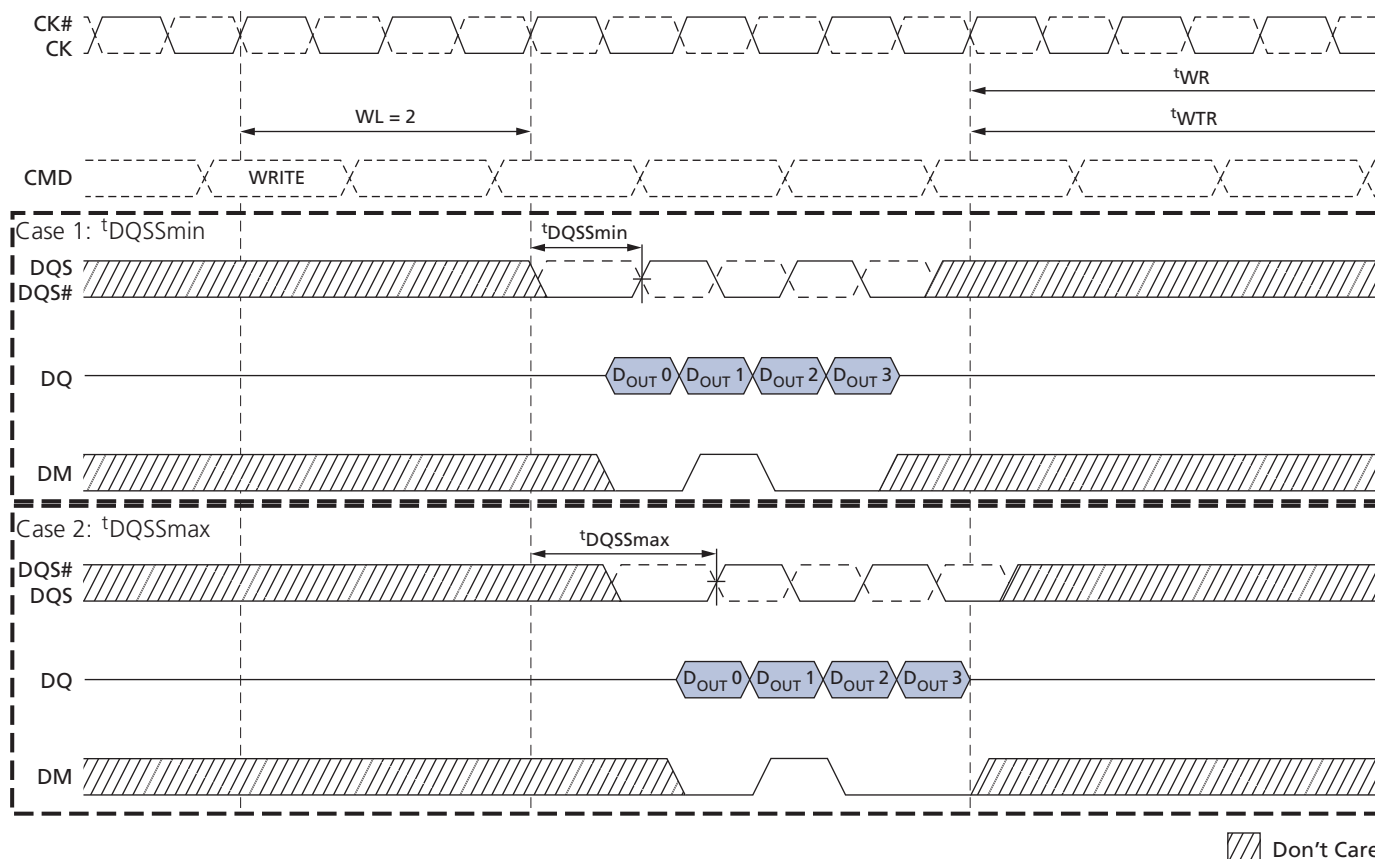 CK#
CK
tWR
WL = 2
tWTR
CMD
WRITE
Case 1: tDQSSmin
tDQSSmin
DQS
DQS#
DQ
DOUT 0 DOUT 1 DOUT 2 DOUT 3
DM
Case 2: tDQSSmax
tDQSSmax
DQS#
DQS
DQ
DOUT 0 DOUT 1 DOUT 2 DOUT 3
DM
Don't Care